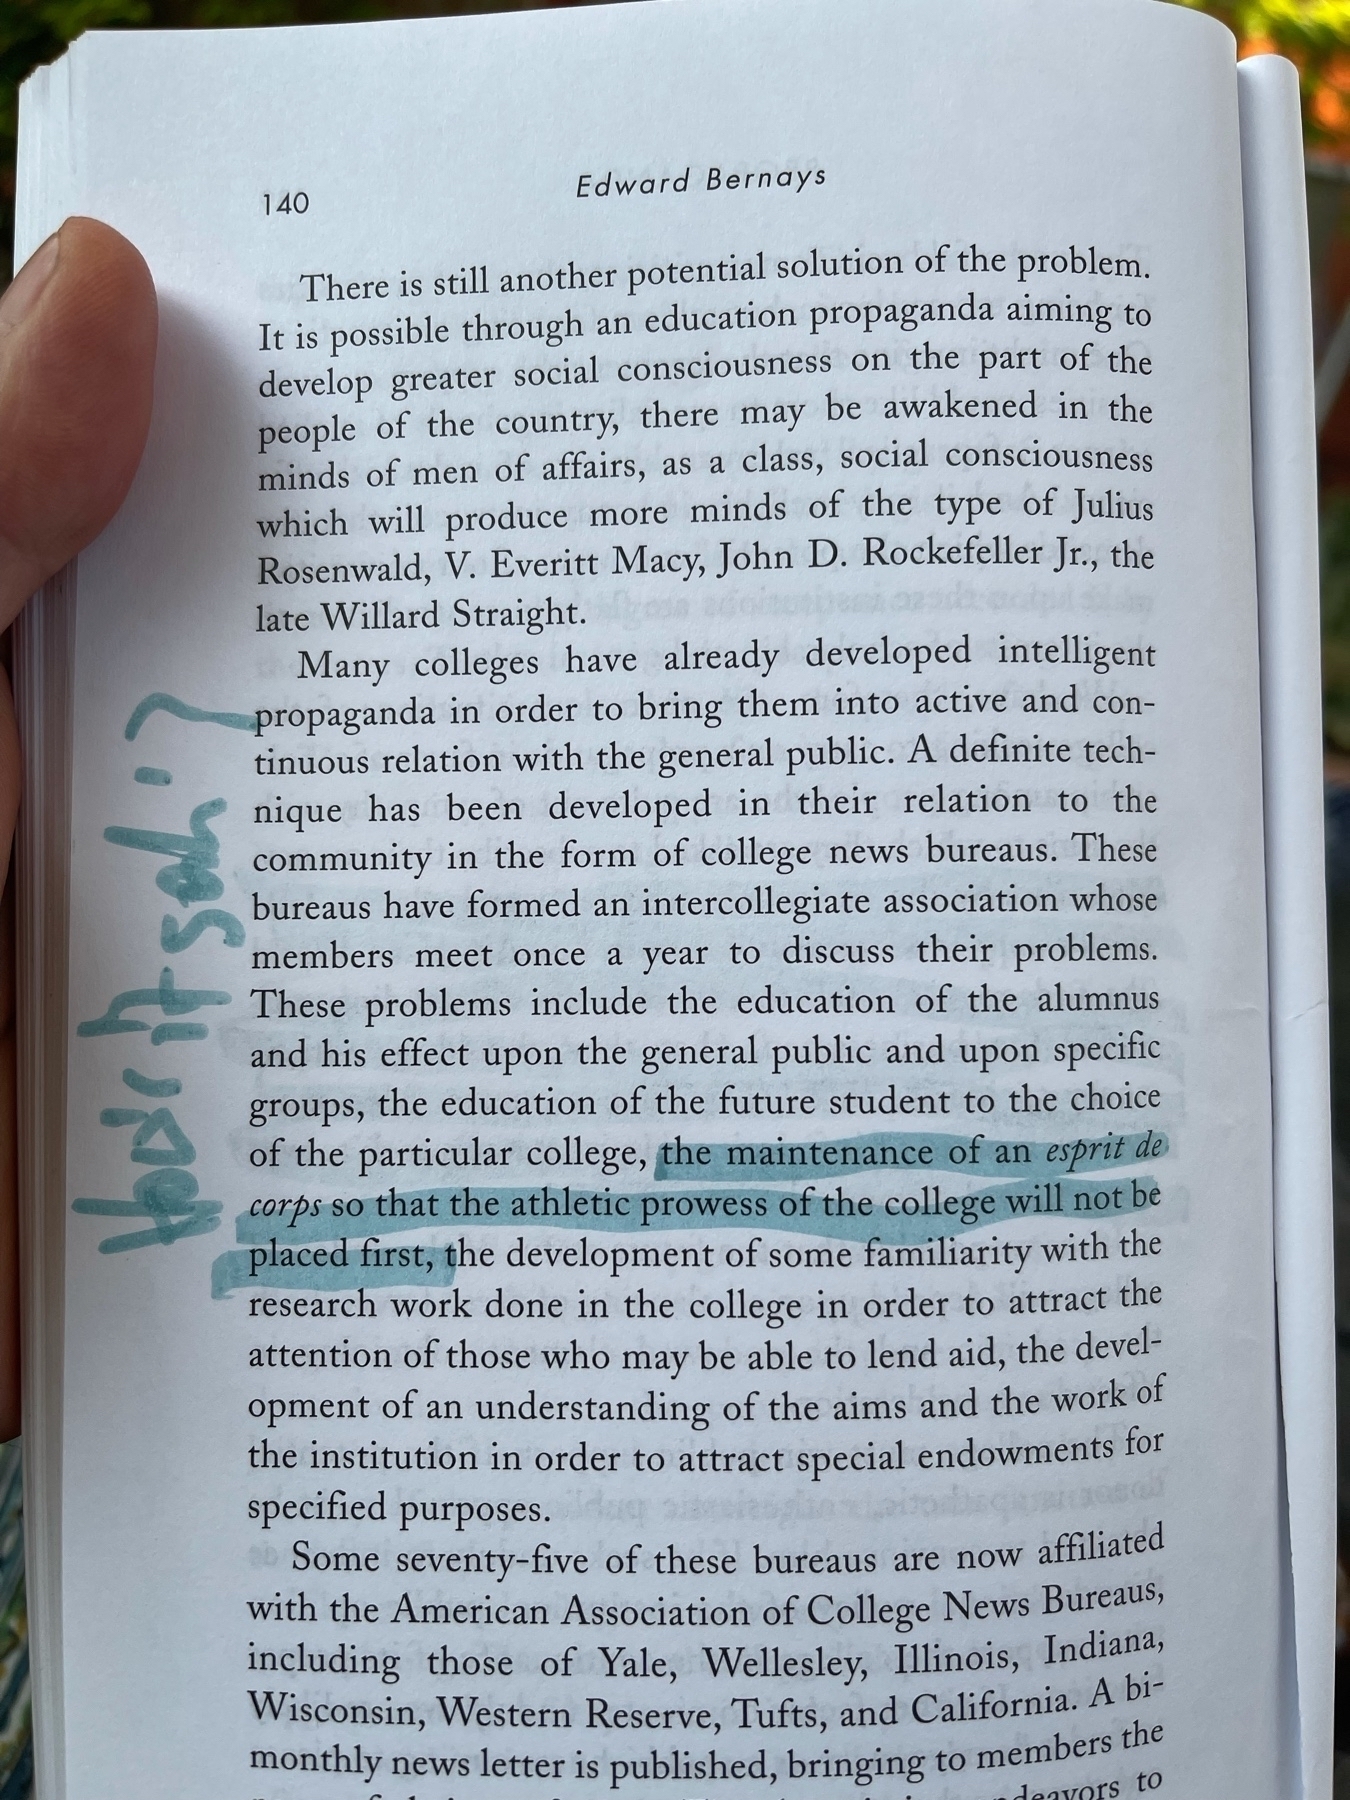 140
Edward Bernays
There is still another potential solution of the problem.
It is possible through an education propaganda aiming to
develop greater social consciousness on the part of the
people of the country, there may be awakened in the
minds of men of affairs, as a class, social consciousness
which will produce more minds of the type of Julius
Rosenwald, V. Everitt Macy, John D. Rockefeller Jr., the
late Willard Straight.
Many colleges have already developed intelligent
propaganda in order to bring them into active and con-
tinuous relation with the general public. A definite tech-
nique has been developed in their relation to the
community in the form of college news bureaus. These
bureaus have formed an intercollegiate association whose
members meet once a year to discuss their problems.
These problems include the education of the alumnus
and his effect upon the general public and upon specific
groups, the education of the future student to the choice
of the particular college, the maintenance of an esprit de
corps so that the athletic prowess of the college will not be
placed first, the development of some familiarity with the
research work done in the college in order to attract the
attention of those who may be able to lend aid, the devel-
opment of an understanding of the aims and the work of
the institution in order to attract special endowments for
specified purposes.
Some seventy-five of these bureaus are now affiliated
with the American Association of College News Bureaus,
including those of Yale, Wellesley, Illinois, Indiana,
Wisconsin, Western Reserve, Tufts, and California. A bi-
monthly news letter is published, bringing to members the
to